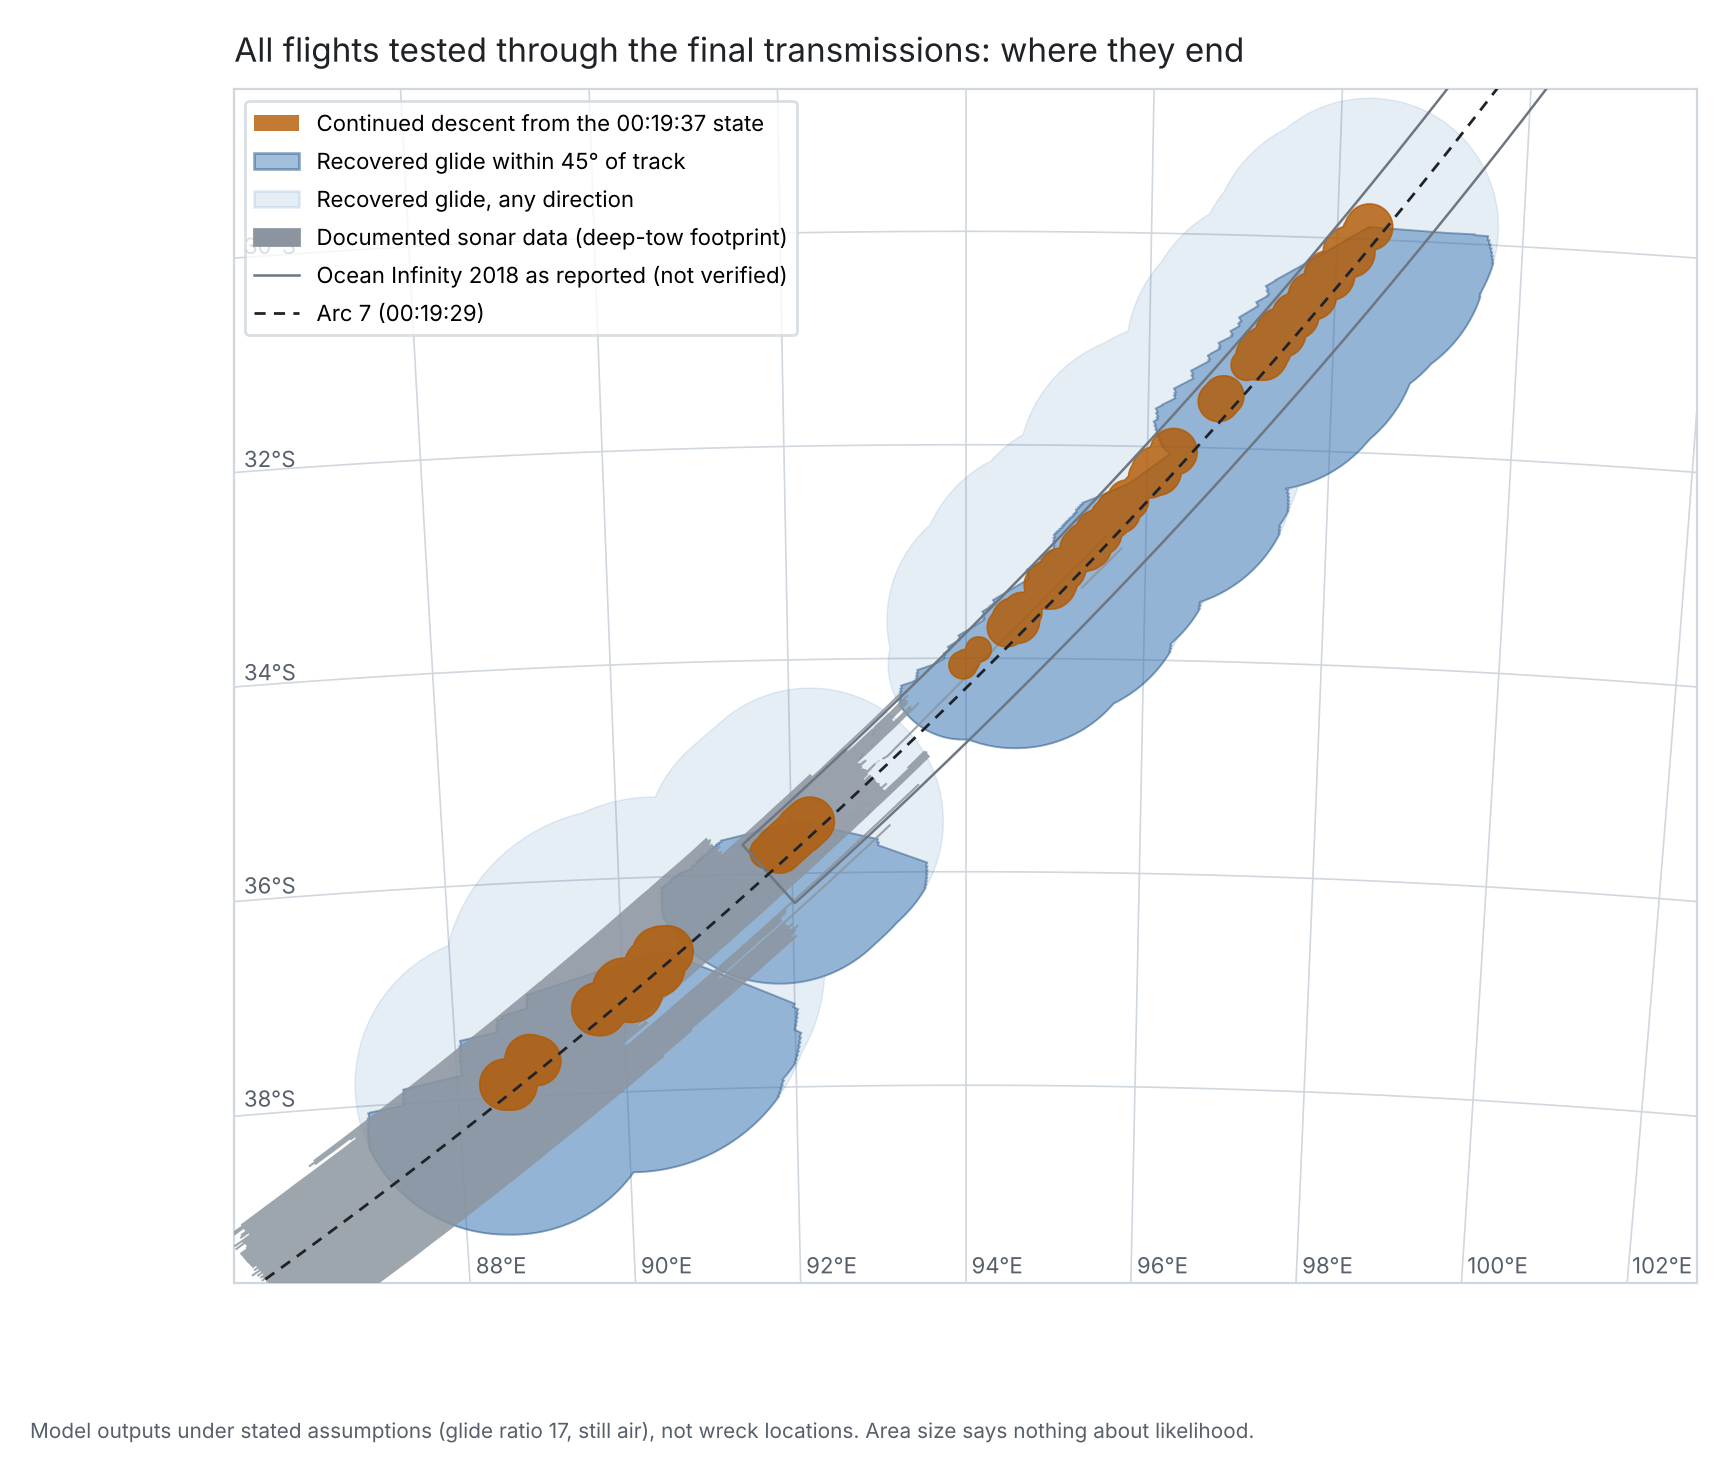 All flights tested through the final transmissions: where they end
Continued descent from the 00:19:37 state
Recovered glide within 45° of track
Recovered glide, any direction
Documented sonar data (deep-tow footprint)
Ocean Infinity 2018 as reported (not verified)
Arc 7 (00:19:29)
30°S
32°S
34°S
36°S
38°S
88°E
90°E
92°E
94°E
96°E
98°E
100°E
102°E
Model outputs under stated assumptions (glide ratio 17, still air), not wreck locations. Area size says nothing about likelihood.